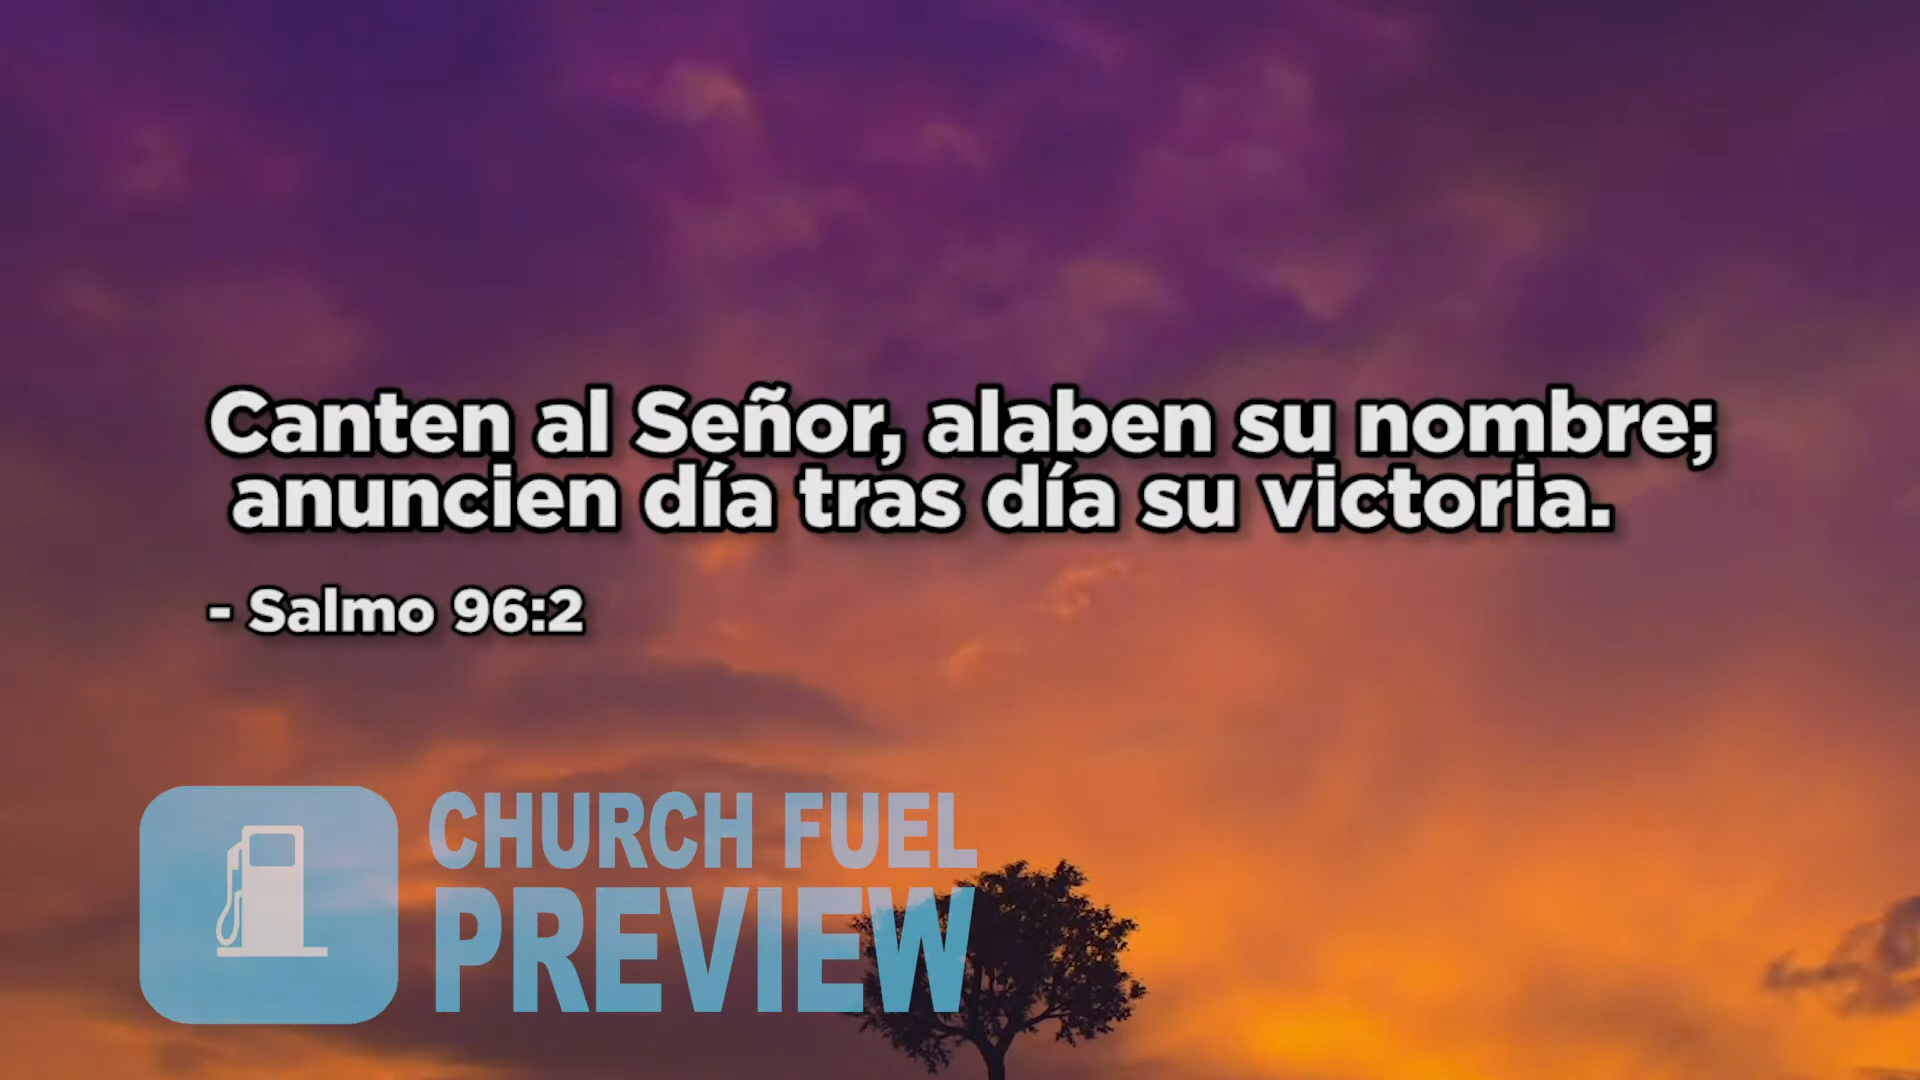 Canten al Señor, alaben su nombre;
anuncien día tras día su victoria.
- Salmo 96:2
CHURCH FUEL
PREVIEW